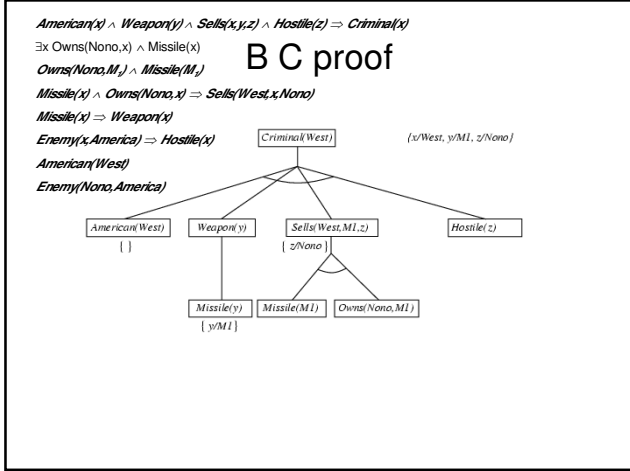 American(x) ∧ Weapon(y) ∧ Sells(x,y,z) ∧ Hostile(z) ⇒ Criminal(x)
∃x Owns(Nono,x) ∧ Missile(x)
B C proof
Owns(Nono,M₁) ∧ Missile(M₁)
Missile(x) ∧ Owns(Nono,x) ⇒ Sells(West,x,Nono)
Missile(x) ⇒ Weapon(x)
Enemy(x,America) ⇒ Hostile(x)
American(West)
Enemy(Nono,America)
Criminal(West) {x/West, y/M1, z/Nono}
American(West) Weapon(y) Sells(West,M1,z) Hostile(z)
{ } { z/Nono }
Missile(y) Missile(M1) Owns(Nono,M1)
{ y/M1 }